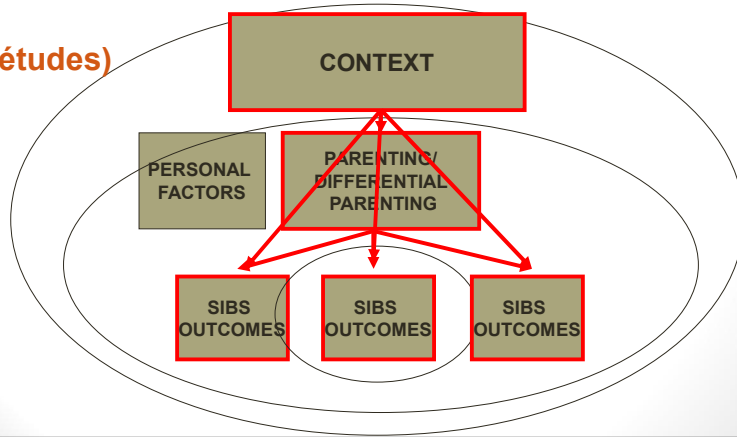 études)
CONTEXT
PERSONAL
FACTORS
PARENTING/
DIFFERENTIAL
PARENTING
SIBS
OUTCOMES
SIBS
OUTCOMES
SIBS
OUTCOMES